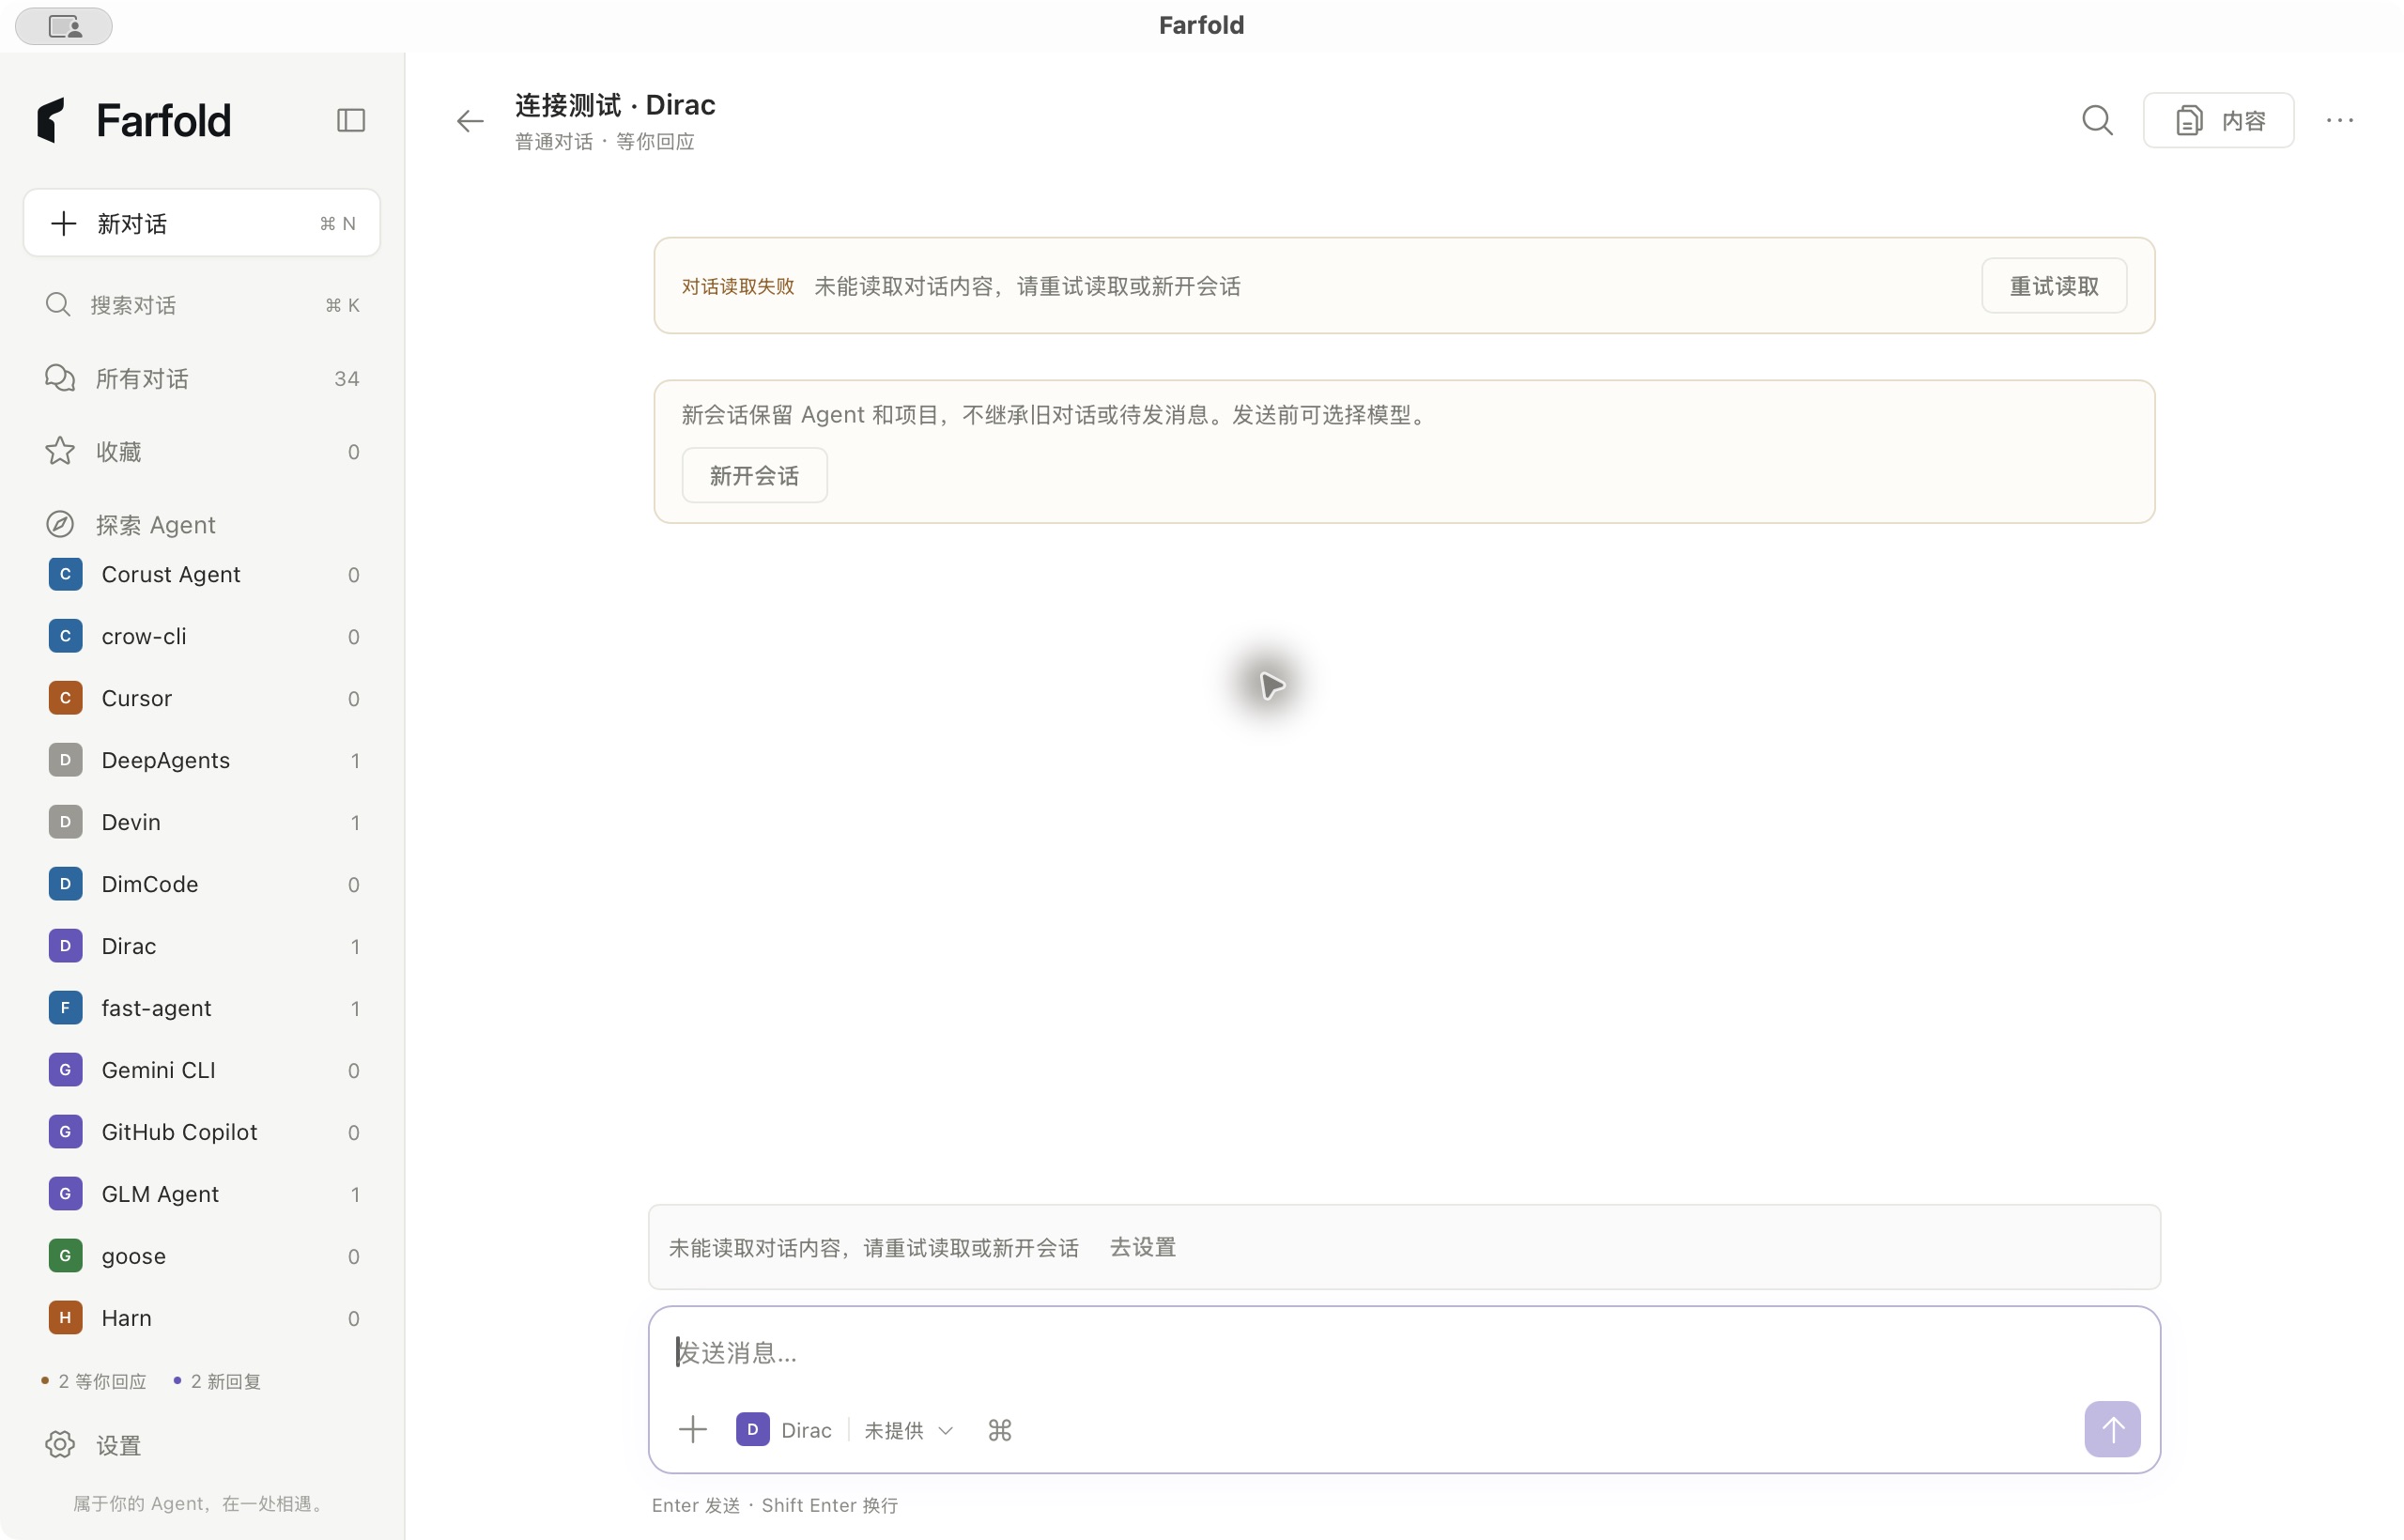 Farfold
Farfold
新对话 ⌘ N
搜索对话 ⌘ K
所有对话 34
收藏 0
探索 Agent
C Corust Agent 0
C crow-cli 0
C Cursor 0
D DeepAgents 1
D Devin 1
D DimCode 0
D Dirac 1
F fast-agent 1
G Gemini CLI 0
G GitHub Copilot 0
G GLM Agent 1
G goose 0
H Harn 0
2 等你回应 2 新回复
设置
属于你的 Agent，在一处相遇。
连接测试 · Dirac
普通对话 · 等你回应
内容
对话读取失败 未能读取对话内容，请重试读取或新开会话 重试读取
新会话保留 Agent 和项目，不继承旧对话或待发消息。发送前可选择模型。
新开会话
未能读取对话内容，请重试读取或新开会话 去设置
发送消息...
D Dirac 未提供 ⌘
Enter 发送 · Shift Enter 换行